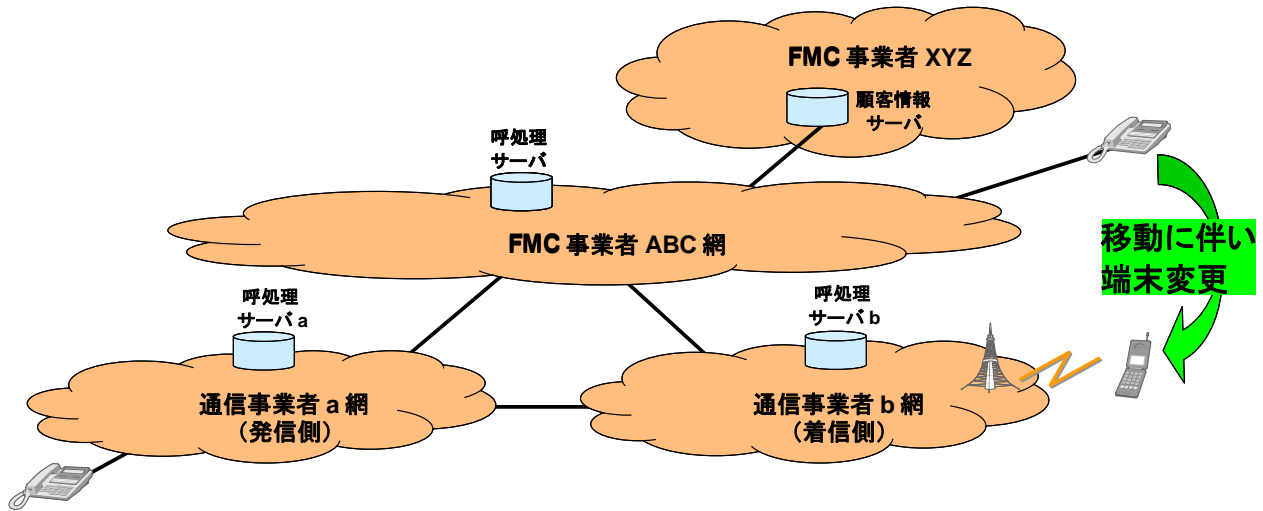 FMC 事業者 XYZ
顧客情報
サーバ
呼処理
サーバ
FMC 事業者 ABC 網
移動に伴い
端末変更
呼処理
サーバ a
呼処理
サーバ b
通信事業者 a 網
（発信側）
通信事業者 b 網
（着信側）